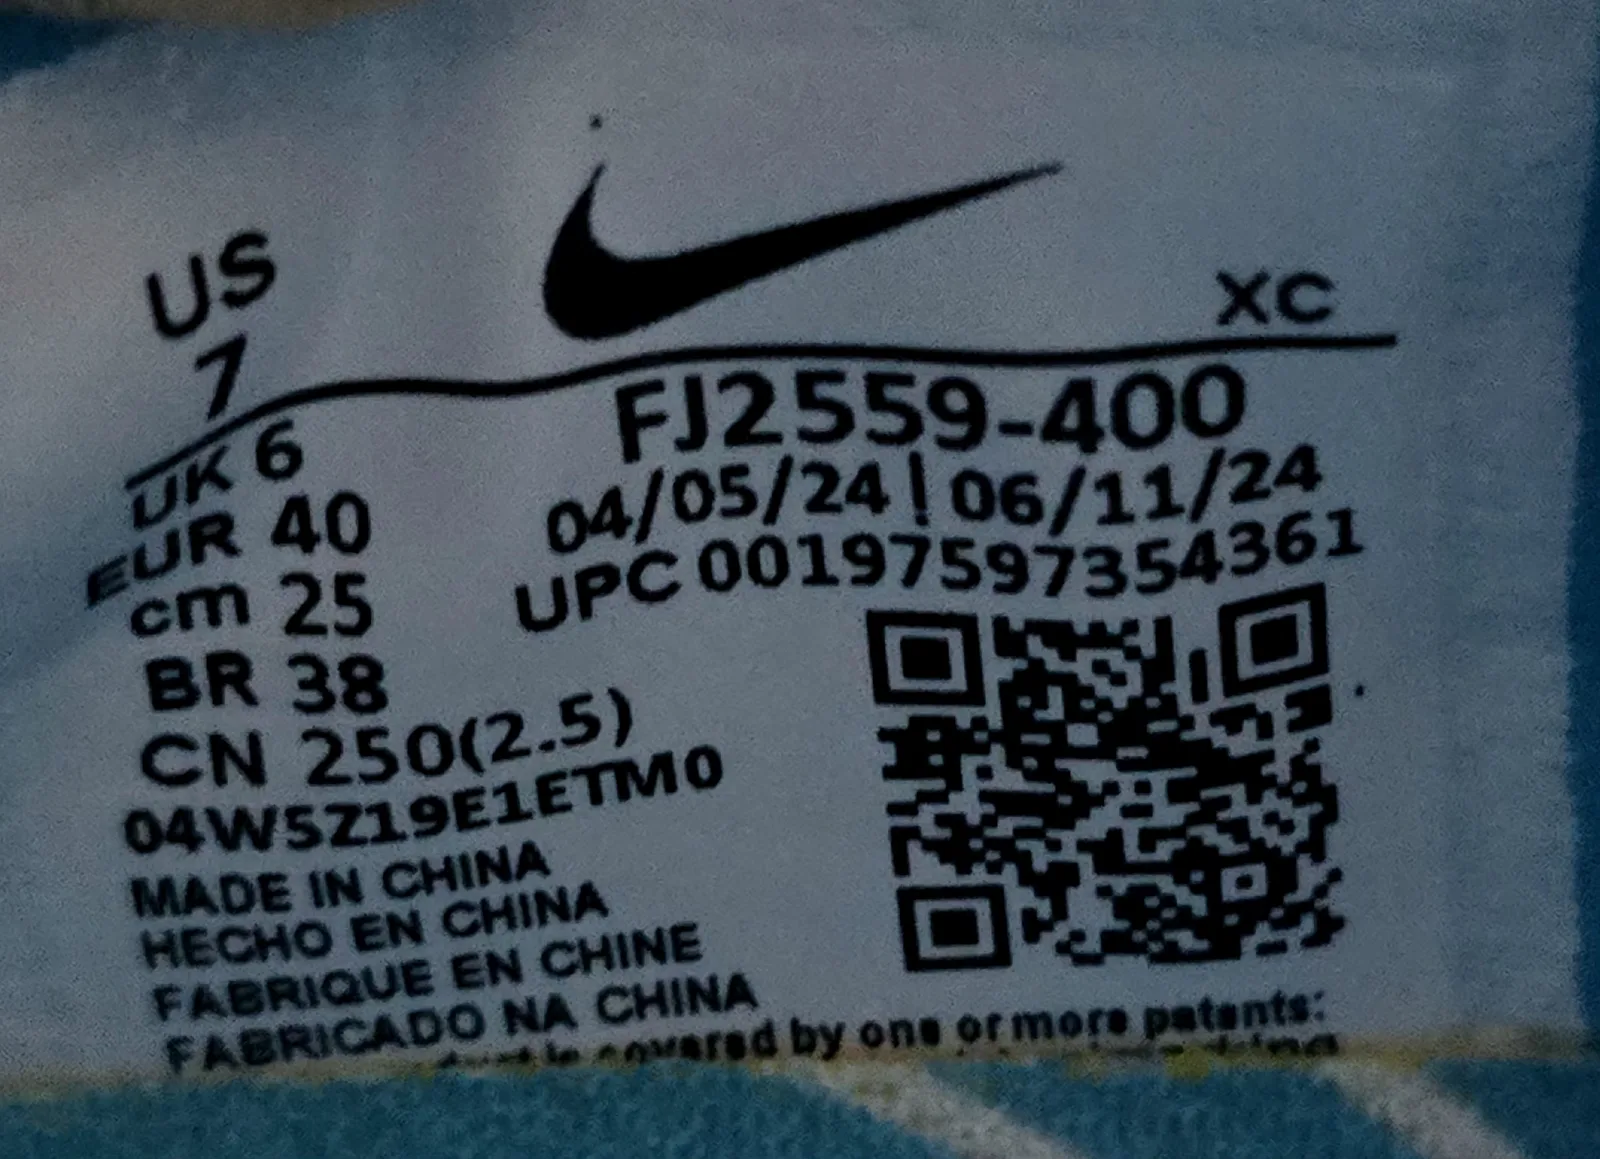 US
7
XC
UK 6
EUR 40
cm 25
BR 38
CN 250(2.5)
FJ2559-400
04/05/24 | 06/11/24
UPC 00197597354361
04W5Z19E1ETM0
MADE IN CHINA
HECHO EN CHINA
FABRIQUE EN CHINE
FABRICADO NA CHINA
covered by one or more patents: